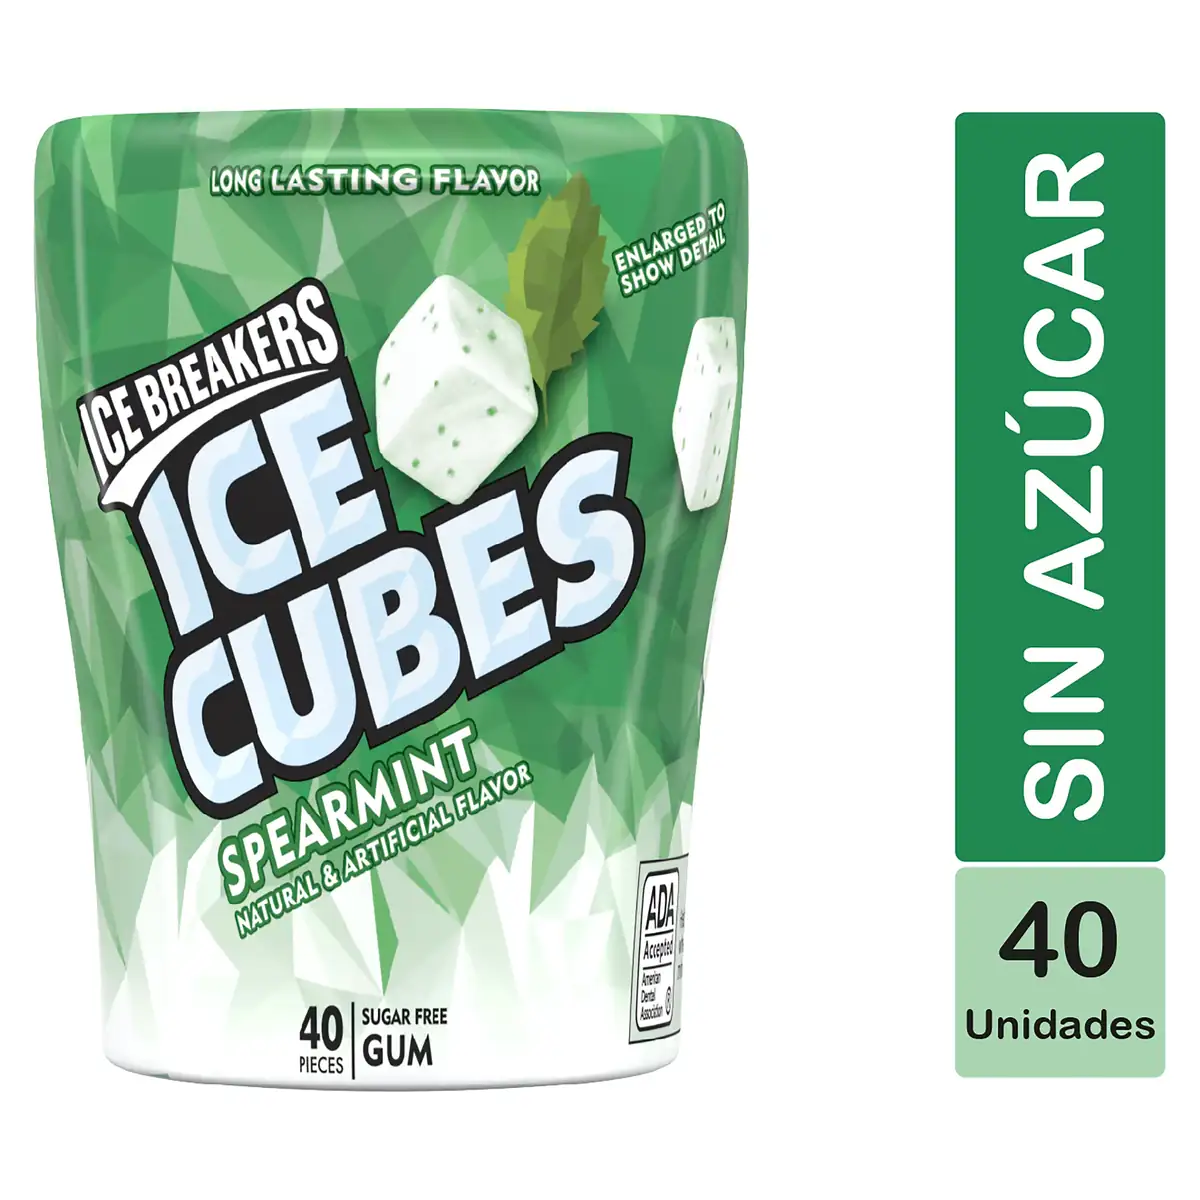 LONG LASTING FLAVOR
ENLARGED TO
SHOW DETAIL
ICE BREAKERS
ICE
CUBES
SPEARMINT
NATURAL & ARTIFICIAL FLAVOR
40
PIECES
SUGAR FREE
GUM
ADA
Accepted
American
Dental
Association
®
SIN AZÚCAR
40
Unidades